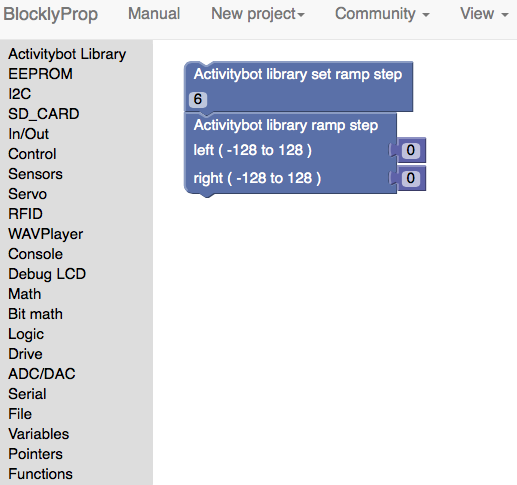 BlocklyProp Manual New project Community View
Activitybot Library
EEPROM
I2C
SD_CARD
In/Out
Control
Sensors
Servo
RFID
WAVPlayer
Console
Debug LCD
Math
Bit math
Logic
Drive
ADC/DAC
Serial
File
Variables
Pointers
Functions
Activitybot library set ramp step
6
Activitybot library ramp step
left ( -128 to 128 ) 0
right ( -128 to 128 ) 0